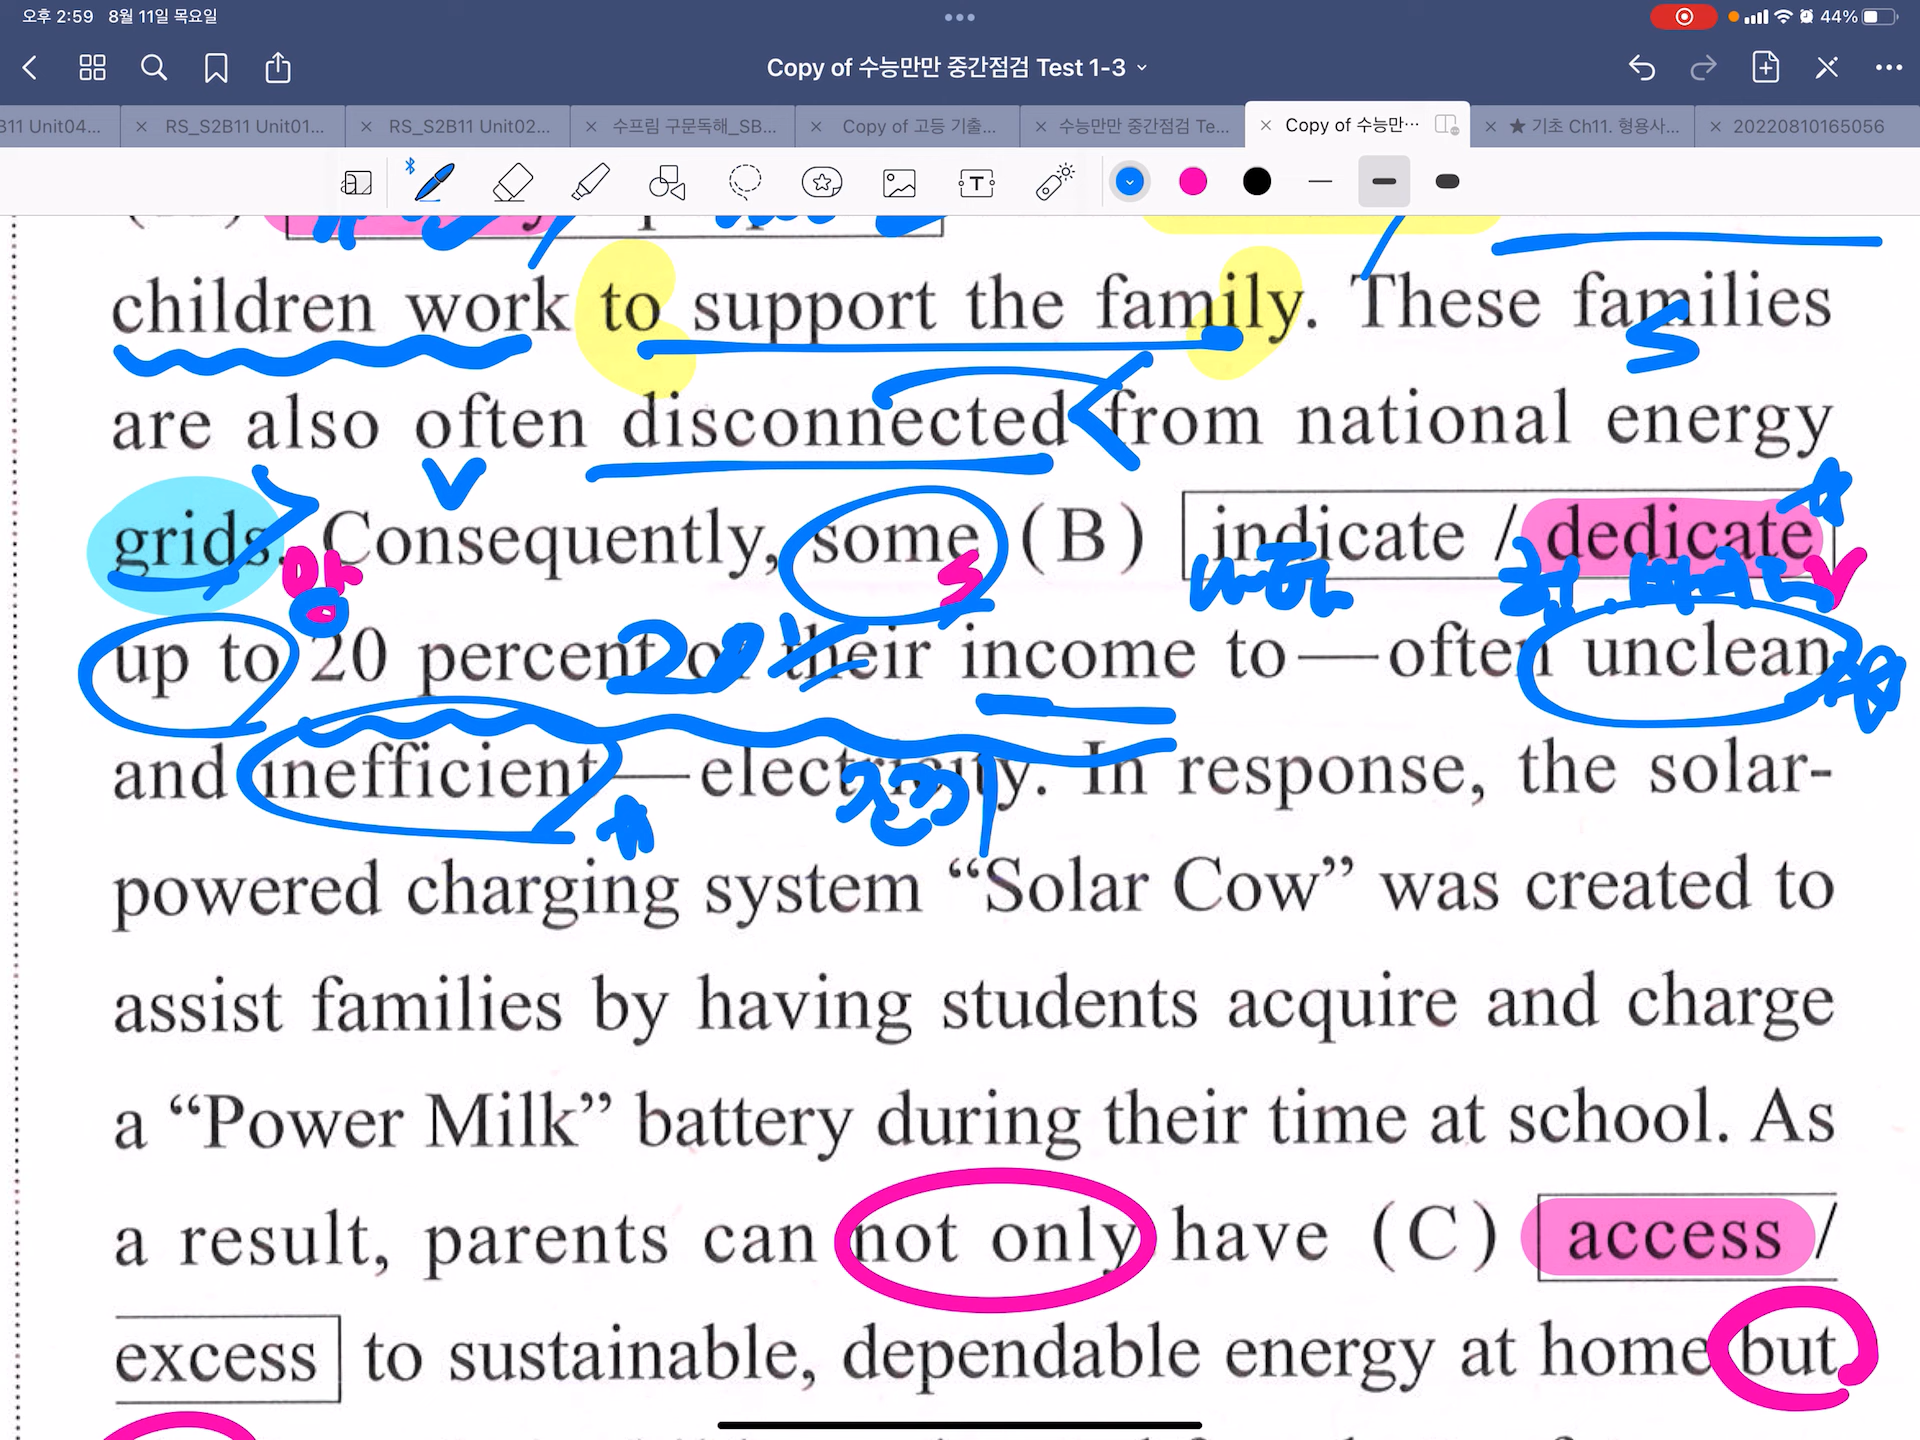 오후 2:59 8월 11일 목요일
44%
Copy of 수능만만 중간점검 Test 1-3
B11 Unit04...
RS_S2B11 Unit01...
RS_S2B11 Unit02...
수프림 구문독해_SB...
Copy of 고등 기출...
수능만만 중간점검 Te...
Copy of 수능만...
★ 기초 Ch11. 형용사...
20220810165056
children work to support the family. These families
S
are also often disconnected from national energy
V
grids. Consequently, some (B) indicate / dedicate
망 S V
up to 20 percent of their income to—often unclean
and inefficient—electricity. In response, the solar-
전기
powered charging system “Solar Cow” was created to
assist families by having students acquire and charge
a “Power Milk” battery during their time at school. As
a result, parents can not only have (C) access /
excess to sustainable, dependable energy at home but